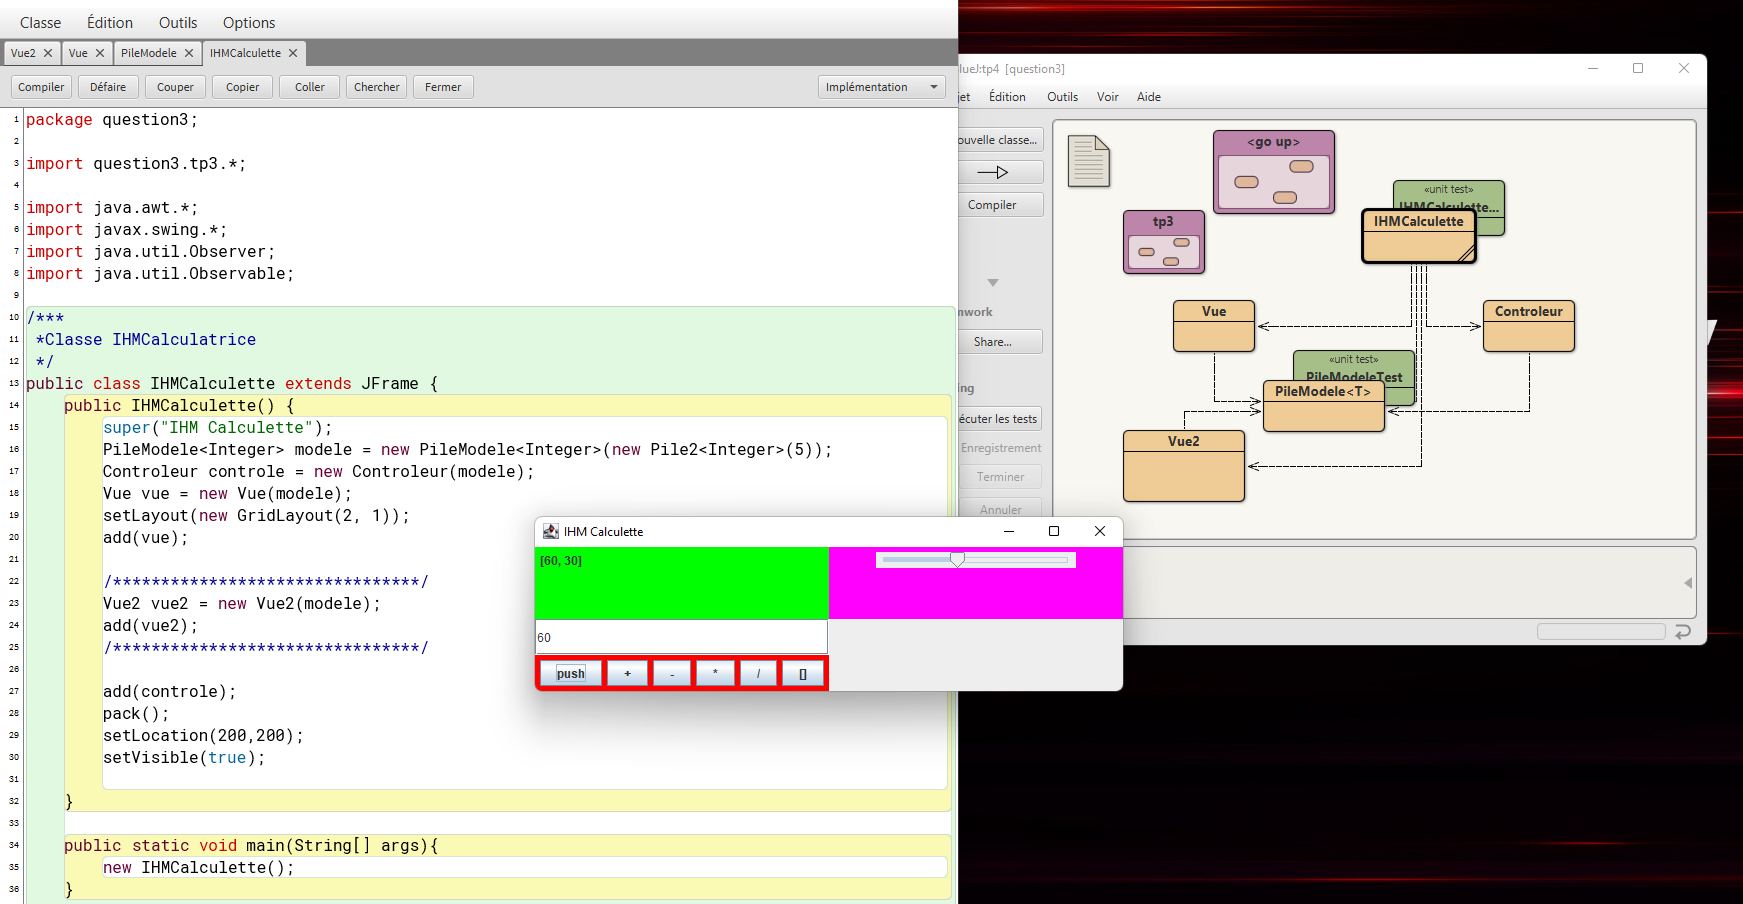 Classe Édition Outils Options
Vue2 Vue PileModele IHMCalculette
Compiler Défaire Couper Copier Coller Chercher Fermer Implémentation
1 package question3;
2
3 import question3.tp3.*;
4
5 import java.awt.*;
6 import javax.swing.*;
7 import java.util.Observer;
8 import java.util.Observable;
9
10 /***
11 *Classe IHMCalculatrice
12 */
13 public class IHMCalculette extends JFrame {
14 public IHMCalculette() {
15 super("IHM Calculette");
16 PileModele<Integer> modele = new PileModele<Integer>(new Pile2<Integer>(5));
17 Controleur controle = new Controleur(modele);
18 Vue vue = new Vue(modele);
19 setLayout(new GridLayout(2, 1));
20 add(vue);
21
22 /********************************/
23 Vue2 vue2 = new Vue2(modele);
24 add(vue2);
25 /********************************/
26
27 add(controle);
28 pack();
29 setLocation(200,200);
30 setVisible(true);
31
32 }
33
34 public static void main(String[] args){
35 new IHMCalculette();
36 }
IHM Calculette
[60, 30]
60
push + - * / []
lueJ:tp4 [question3]
jet Édition Outils Voir Aide
ouvelle classe...
Compiler
mwork
Share...
ing
écuter les tests
Enregistrement
Terminer
Annuler
<go up>
«unit test»
IHMCalculette...
tp3
IHMCalculette
Vue
Controleur
«unit test»
PileModeleTest
PileModele<T>
Vue2